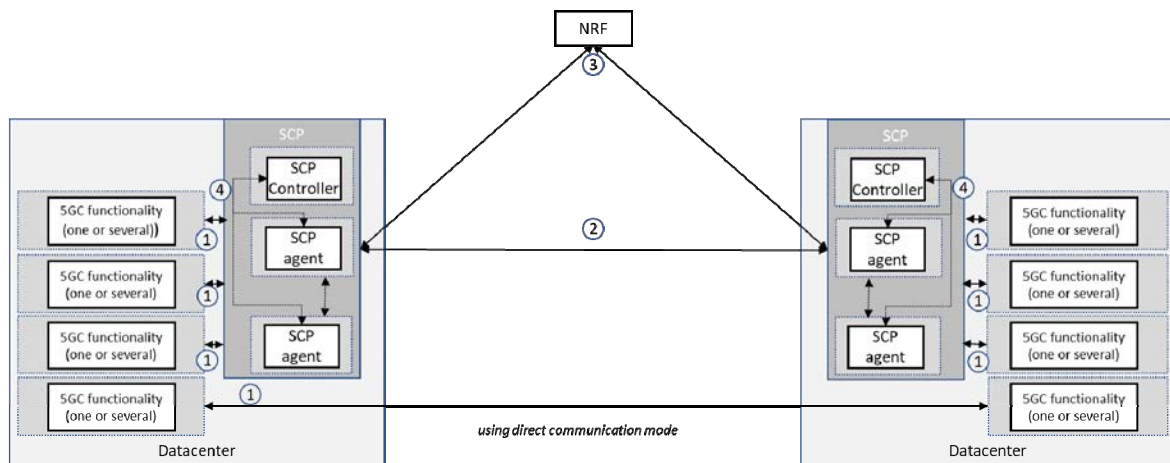 NRF
3
SCP
SCP
Controller
4
5GC functionality
(one or several))
1
SCP
agent
5GC functionality
(one or several)
1
5GC functionality
(one or several)
1
SCP
agent
1
5GC functionality
(one or several)
Datacenter
2
using direct communication mode
SCP
SCP
Controller
4
5GC functionality
(one or several)
1
SCP
agent
5GC functionality
(one or several)
1
5GC functionality
(one or several)
1
SCP
agent
5GC functionality
(one or several)
Datacenter